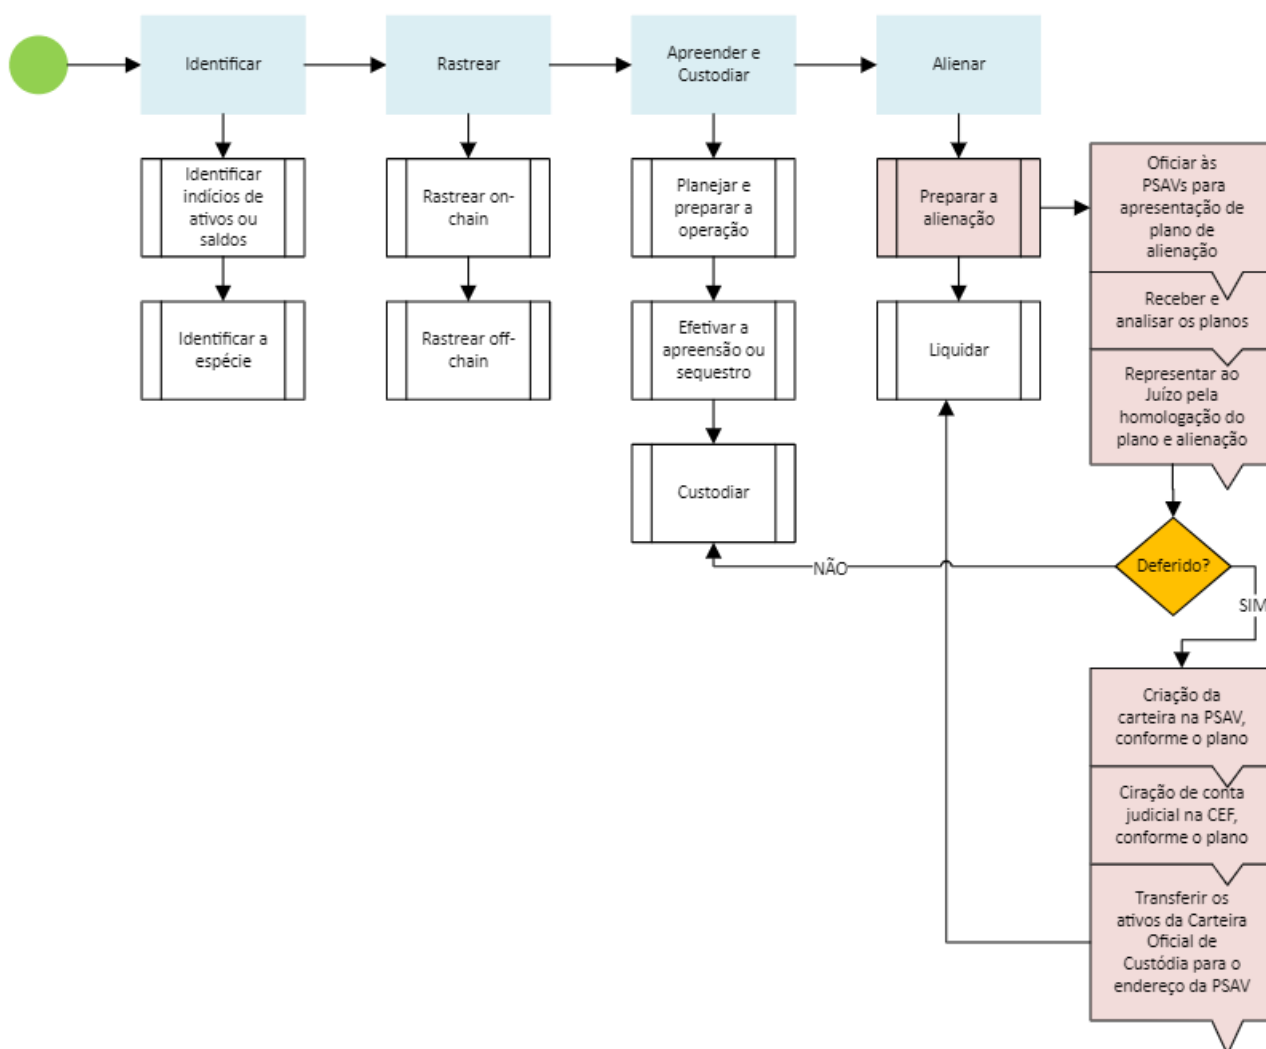 Identificar
Rastrear
Apreender e
Custodiar
Alienar
Identificar
indícios de
ativos ou
saldos
Rastrear on-
chain
Planejar e
preparar a
operação
Preparar a
alienação
Oficiar às
PSAVs para
apresentação de
plano de
alienação
Identificar a
espécie
Rastrear off-
chain
Efetivar a
apreensão ou
sequestro
Liquidar
Receber e
analisar os planos
Representar ao
Juízo pela
homologação do
plano e alienação
Custodiar
Deferido?
NÃO
SIM
Criação da
carteira na PSAV,
conforme o plano
Ciração de conta
judicial na CEF,
conforme o plano
Transferir os
ativos da Carteira
Oficial de
Custódia para o
endereço da PSAV